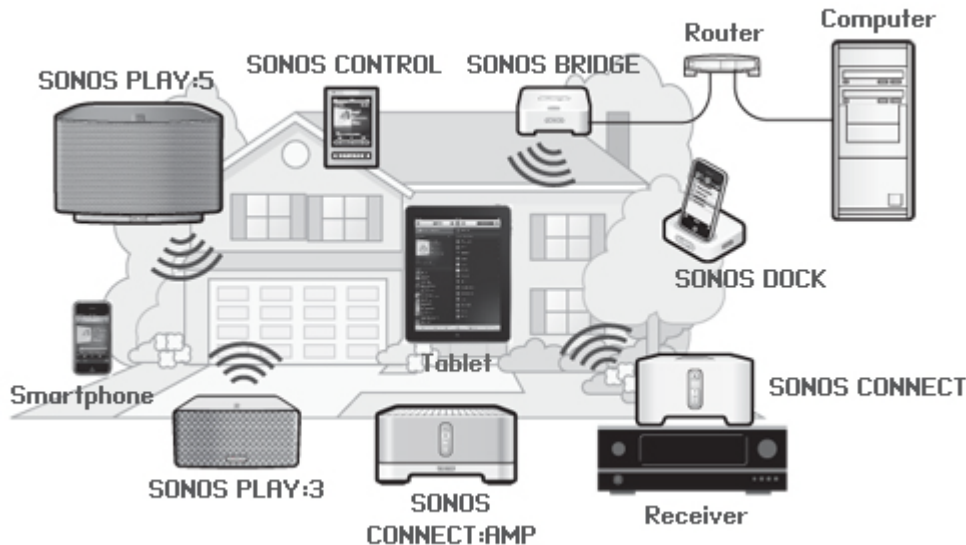 Computer
Router
SONOS CONTROL
SONOS BRIDGE
SONOS PLAY:5
SONOS DOCK
Tablet
Smartphone
SONOS CONNECT
SONOS PLAY:3
SONOS
CONNECT:AMP
Receiver